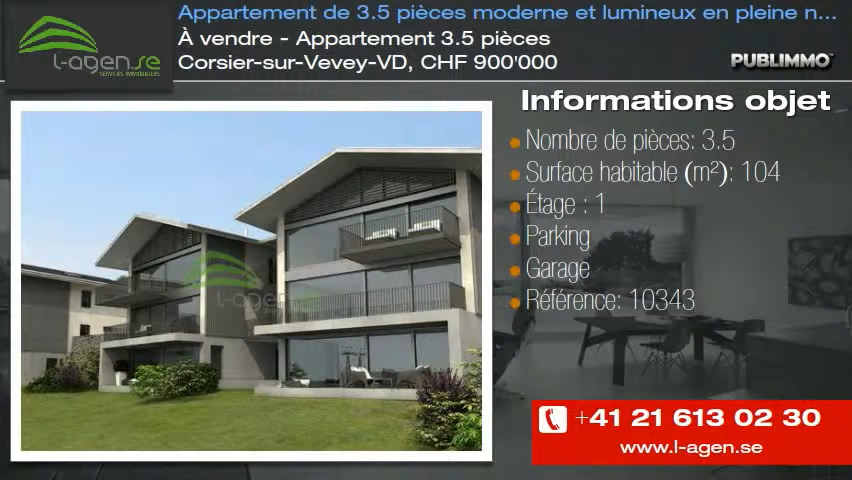 Appartement de 3.5 pièces moderne et lumineux en pleine n...
À vendre - Appartement 3.5 pièces
Corsier-sur-Vevey-VD, CHF 900'000
l-agen.se
SERVICES IMMOBILIERS
PUBLIMMO
Informations objet
Nombre de pièces: 3.5
Surface habitable (m²): 104
Étage : 1
Parking
Garage
Référence: 10343
l-agen.se
+41 21 613 02 30
www.l-agen.se